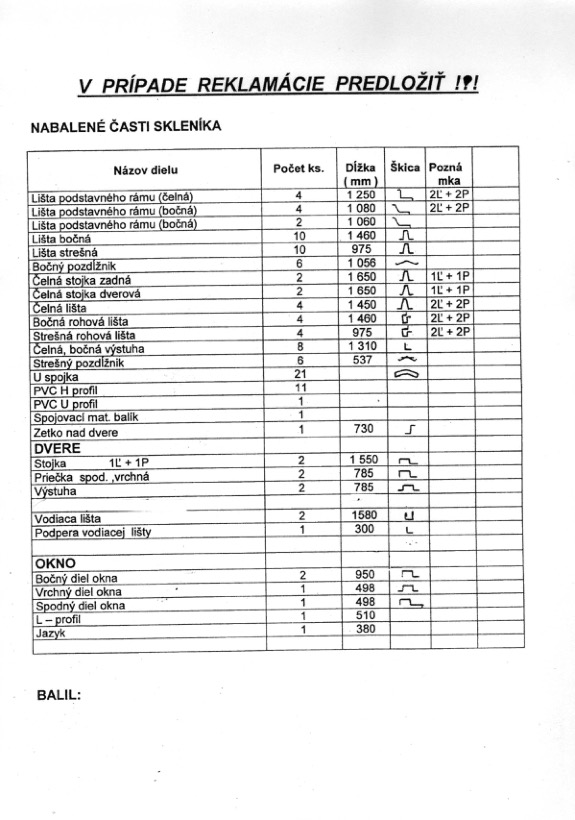 V PRÍPADE REKLAMÁCIE PREDLOŽIŤ !?!
NABALENÉ ČASTI SKLENÍKA
Názov dielu Počet ks. Dĺžka ( mm ) Škica Pozná mka
Lišta podstavného rámu (čelná) 4 1 250 2Ľ + 2P
Lišta podstavného rámu (bočná) 4 1 080 2Ľ + 2P
Lišta podstavného rámu (bočná) 2 1 060
Lišta bočná 10 1 460
Lišta strešná 10 975
Bočný pozdĺžnik 6 1 056
Čelná stojka zadná 2 1 650 1Ľ + 1P
Čelná stojka dverová 2 1 650 1Ľ + 1P
Čelná lišta 4 1 450 2Ľ + 2P
Bočná rohová lišta 4 1 460 2Ľ + 2P
Strešná rohová lišta 4 975 2Ľ + 2P
Čelná, bočná výstuha 8 1 310
Strešný pozdĺžnik 6 537
U spojka 21
PVC H profil 11
PVC U profil 1
Spojovací mat. balík 1
Zetko nad dvere 1 730
DVERE
Stojka 1Ľ + 1P 2 1 550
Priečka spod. ,vrchná 2 785
Výstuha 2 785
Vodiaca lišta 2 1580
Podpera vodiacej lišty 1 300
OKNO
Bočný diel okna 2 950
Vrchný diel okna 1 498
Spodný diel okna 1 498
L – profil 1 510
Jazyk 1 380
BALIL: